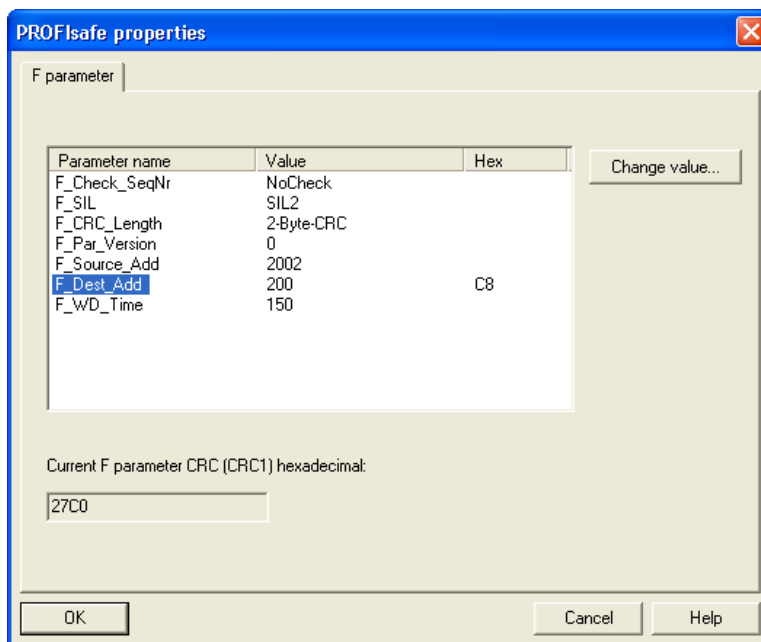 PROFIsafe properties
F parameter
Parameter name Value Hex
F_Check_SeqNr NoCheck
F_SIL SIL2
F_CRC_Length 2-Byte-CRC
F_Par_Version 0
F_Source_Add 2002
F_Dest_Add 200 C8
F_WD_Time 150
Change value...
Current F parameter CRC (CRC1) hexadecimal:
27C0
OK Cancel Help